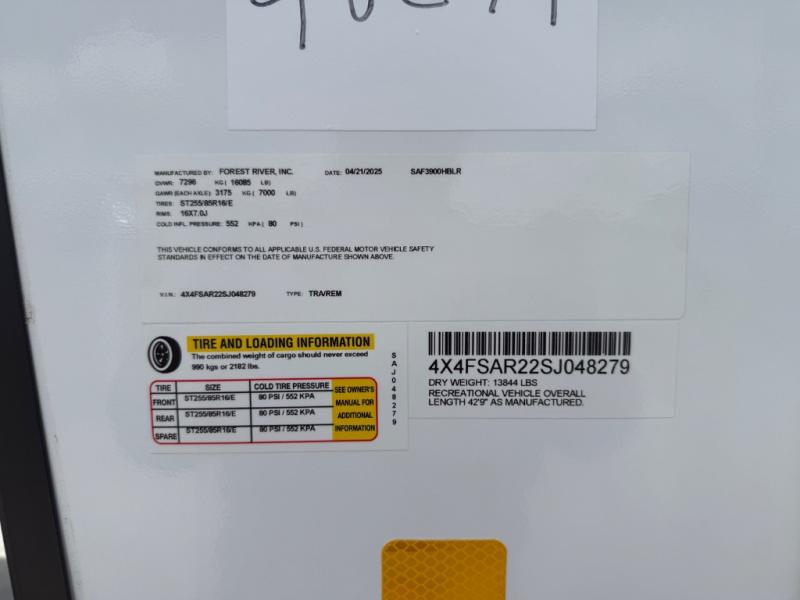 MANUFACTURED BY: FOREST RIVER, INC. DATE: 04/21/2025 SAF3900HBLR
GVWR: 7296 KG ( 16085 LB)
GAWR (EACH AXLE): 3175 KG ( 7000 LB)
TIRES: ST255/85R16/E
RIMS: 16X7.0J
COLD INFL. PRESSURE: 552 KPA ( 80 PSI )
THIS VEHICLE CONFORMS TO ALL APPLICABLE U.S. FEDERAL MOTOR VEHICLE SAFETY
STANDARDS IN EFFECT ON THE DATE OF MANUFACTURE SHOWN ABOVE.
V.I.N.: 4X4FSAR22SJ048279 TYPE: TRA/REM
TIRE AND LOADING INFORMATION
The combined weight of cargo should never exceed
990 kgs or 2182 lbs.
TIRE SIZE COLD TIRE PRESSURE SEE OWNER'S
FRONT ST255/85R16/E 80 PSI / 552 KPA MANUAL FOR
REAR ST255/85R16/E 80 PSI / 552 KPA ADDITIONAL
SPARE ST255/85R16/E 80 PSI / 552 KPA INFORMATION
SAJ048279
4X4FSAR22SJ048279
DRY WEIGHT: 13844 LBS
RECREATIONAL VEHICLE OVERALL
LENGTH 42'9" AS MANUFACTURED.